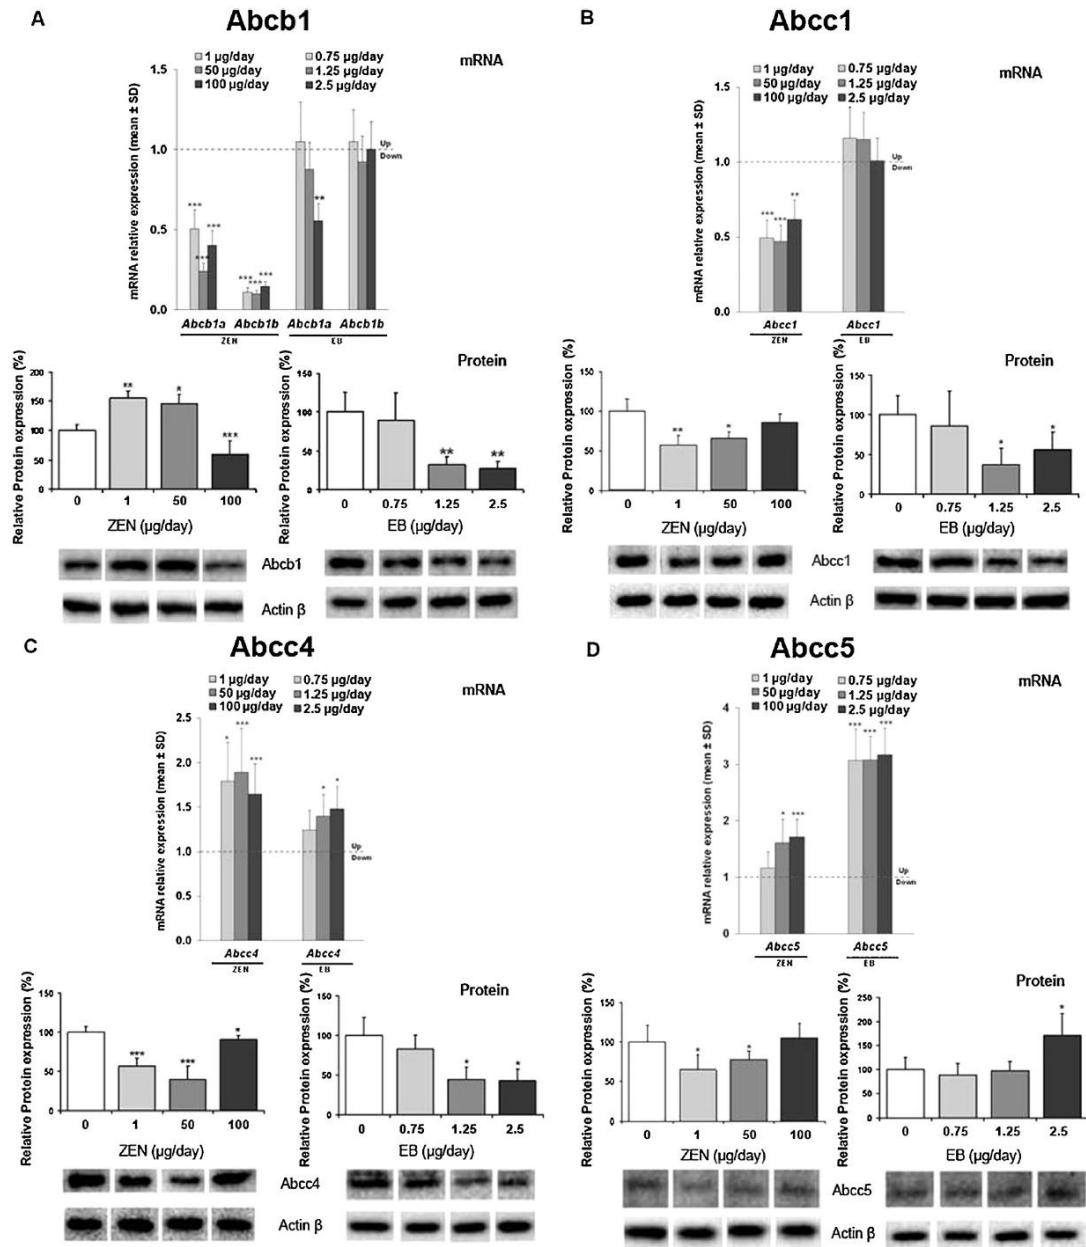 A
Abcb1
mRNA
1 µg/day
50 µg/day
100 µg/day
0.75 µg/day
1.25 µg/day
2.5 µg/day
mRNA relative expression (mean ± SD)
1.5
1.0
0.5
0.0
Up
Down
***
***
***
***
***
***
**
Abcb1a Abcb1b Abcb1a Abcb1b
ZEN EB
Protein
Relative Protein expression (%)
200
150
100
50
0
** * ***
0 1 50 100
ZEN (µg/day)
Relative Protein expression (%)
150
100
50
0
** **
0 0.75 1.25 2.5
EB (µg/day)
Abcb1
Actin β
B
Abcc1
mRNA
1 µg/day
50 µg/day
100 µg/day
0.75 µg/day
1.25 µg/day
2.5 µg/day
mRNA relative expression (mean ± SD)
1.5
1.0
0.5
0.0
Up
Down
*** *** **
Abcc1 Abcc1
ZEN EB
Protein
Relative Protein expression (%)
150
100
50
0
** *
0 1 50 100
ZEN (µg/day)
Relative Protein expression (%)
150
100
50
0
* *
0 0.75 1.25 2.5
EB (µg/day)
Abcc1
Actin β
C
Abcc4
mRNA
1 µg/day
50 µg/day
100 µg/day
0.75 µg/day
1.25 µg/day
2.5 µg/day
mRNA relative expression (mean ± SD)
2.5
2.0
1.5
1.0
0.5
0.0
Up
Down
* *** *** * *
Abcc4 Abcc4
ZEN EB
Protein
Relative Protein expression (%)
150
100
50
0
*** *** *
0 1 50 100
ZEN (µg/day)
Relative Protein expression (%)
150
100
50
0
* *
0 0.75 1.25 2.5
EB (µg/day)
Abcc4
Actin β
D
Abcc5
mRNA
1 µg/day
50 µg/day
100 µg/day
0.75 µg/day
1.25 µg/day
2.5 µg/day
mRNA relative expression (mean ± SD)
4
3
2
1
0
Up
Down
* *** *** *** ***
Abcc5 Abcc5
ZEN EB
Protein
Relative Protein expression (%)
150
100
50
0
* *
0 1 50 100
ZEN (µg/day)
Relative Protein expression (%)
250
200
150
100
50
0
*
0 0.75 1.25 2.5
EB (µg/day)
Abcc5
Actin β